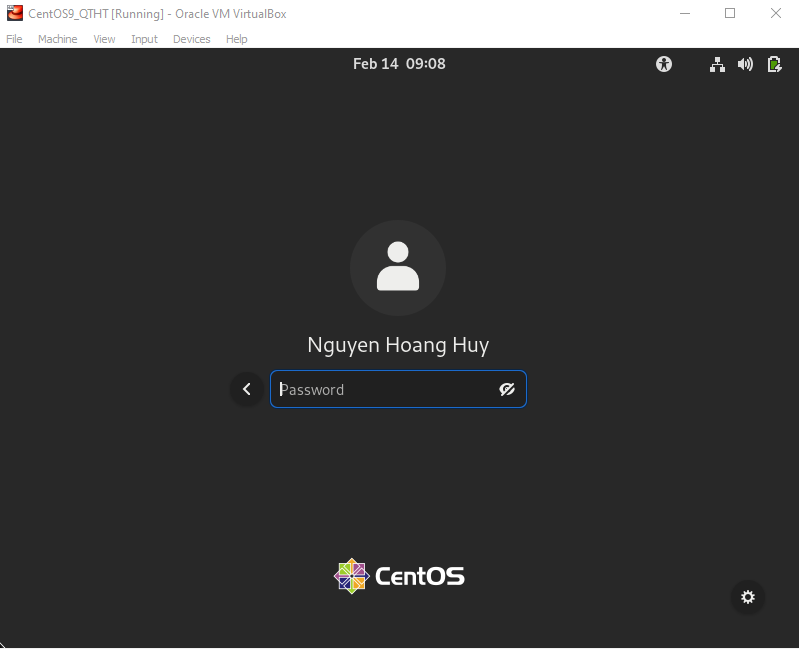 CentOS9_QTHT [Running] - Oracle VM VirtualBox
File Machine View Input Devices Help
Feb 14 09:08
Nguyen Hoang Huy
Password
CentOS